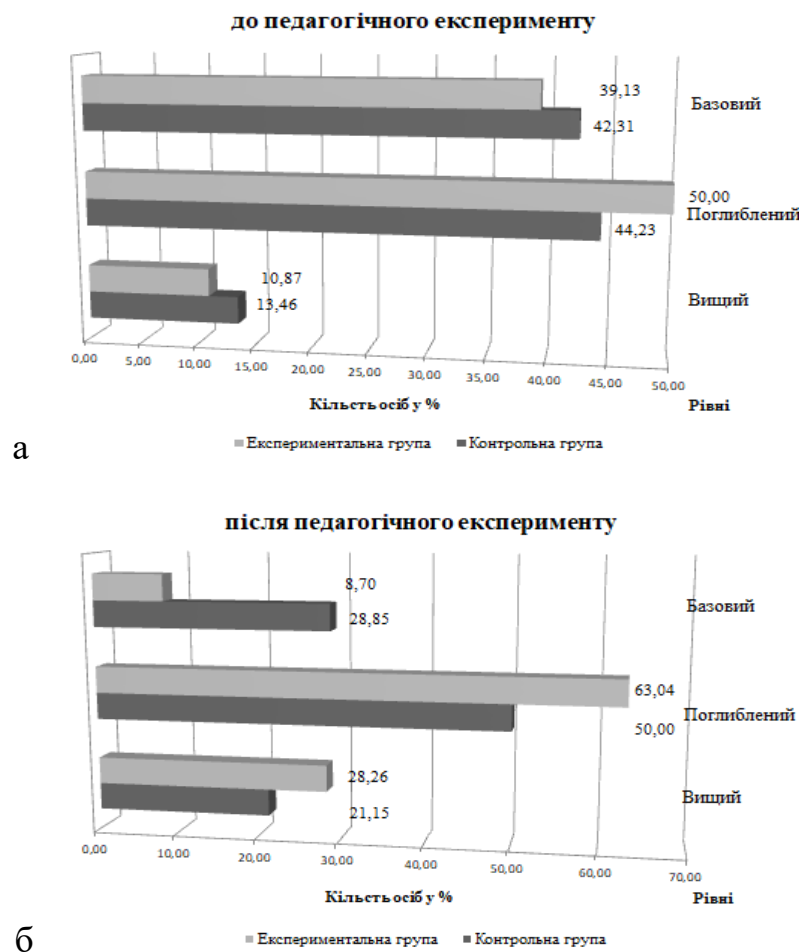 до педагогічного експерименту
39,13
Базовий
42,31
50,00
Поглиблений
44,23
10,87
13,46
Вищий
0,00 5,00 10,00 15,00 20,00 25,00 30,00 35,00 40,00 45,00 50,00
Кільсть осіб у % Рівні
а
Експериментальна група Контрольна група
після педагогічного експерименту
8,70
Базовий
28,85
63,04
Поглиблений
50,00
28,26
Вищий
21,15
0,00 10,00 20,00 30,00 40,00 50,00 60,00 70,00
Кільсть осіб у % Рівні
б
Експериментальна група Контрольна група